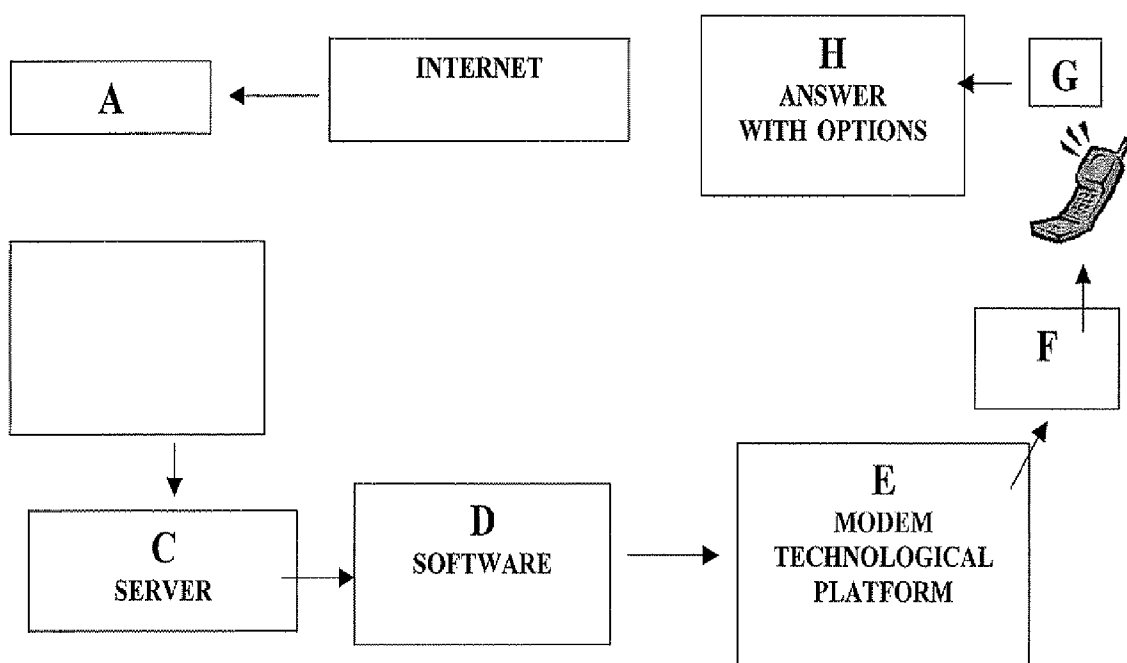 A
INTERNET
H
ANSWER
WITH OPTIONS
G
F
C
SERVER
D
SOFTWARE
E
MODEM
TECHNOLOGICAL
PLATFORM